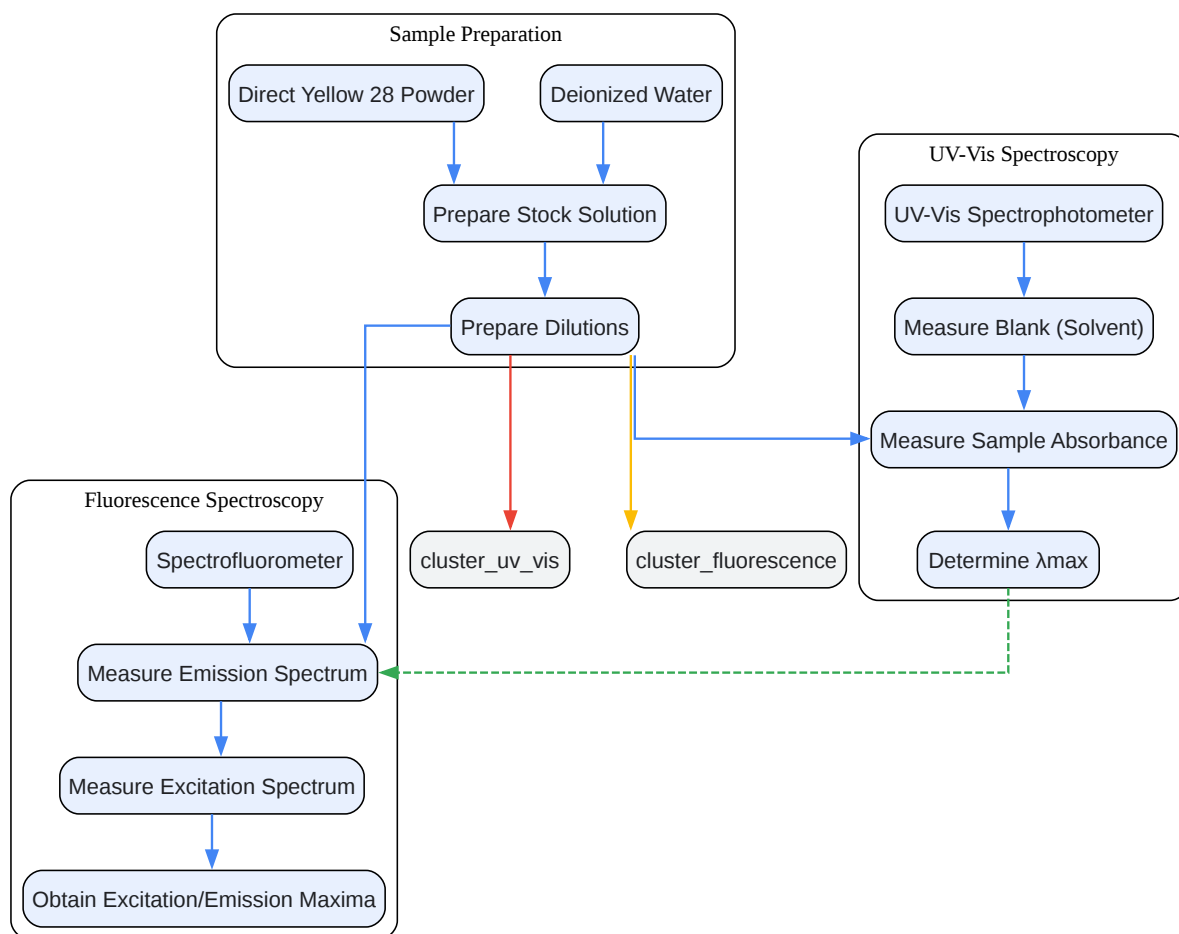 Sample Preparation
Direct Yellow 28 Powder
Deionized Water
Prepare Stock Solution
Prepare Dilutions
UV-Vis Spectroscopy
UV-Vis Spectrophotometer
Measure Blank (Solvent)
Measure Sample Absorbance
Determine λmax
cluster_uv_vis
cluster_fluorescence
Fluorescence Spectroscopy
Spectrofluorometer
Measure Emission Spectrum
Measure Excitation Spectrum
Obtain Excitation/Emission Maxima